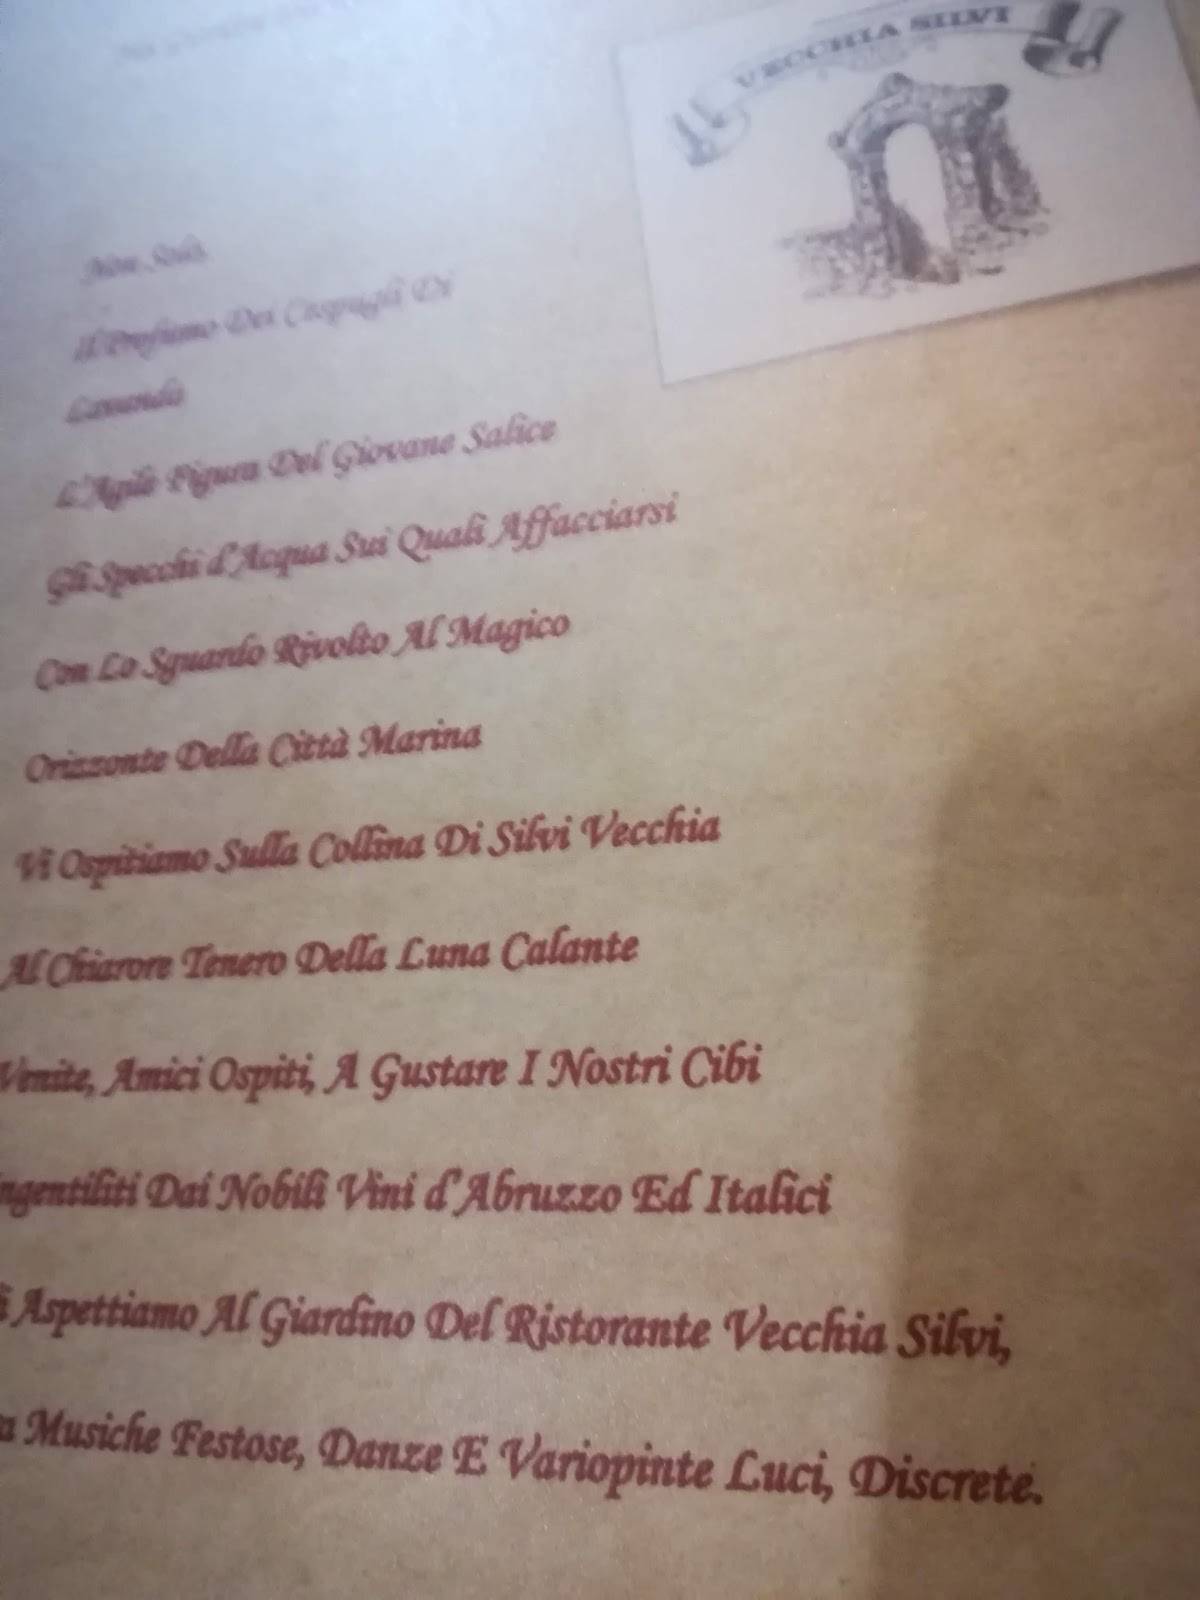 VECCHIA SILVI
Non Solo
Il Profumo Dei Cespugli Di
Lavanda
L'Agile Figura Del Giovane Salice
Gli Specchi d'Acqua Sui Quali Affacciarsi
Con Lo Sguardo Rivolto Al Magico
Orizzonte Della Città Marina
Vi Ospitiamo Sulla Collina Di Silvi Vecchia
Al Chiarore Tenero Della Luna Calante
Venite, Amici Ospiti, A Gustare I Nostri Cibi
ngentiliti Dai Nobili Vini d'Abruzzo Ed Italici
i Aspettiamo Al Giardino Del Ristorante Vecchia Silvi,
a Musiche Festose, Danze E Variopinte Luci, Discrete.